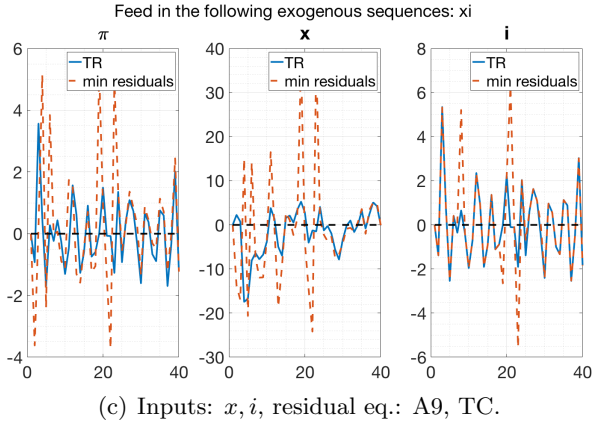 Feed in the following exogenous sequences: xi
π x i
TR
min residuals
TR
min residuals
TR
min residuals
6
4
2
0
-2
-4
0 20 40
40
30
20
10
0
-10
-20
-30
0 20 40
8
6
4
2
0
-2
-4
-6
0 20 40
(c) Inputs: x, i, residual eq.: A9, TC.